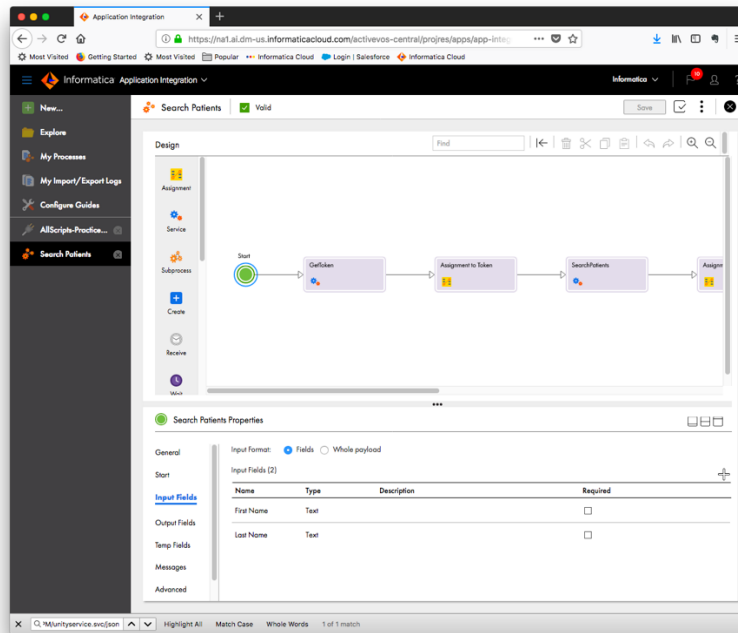 Application Integration
https://na1.ai.dm-us.informaticacloud.com/activevos-central/projres/apps/app-integ
Most Visited Getting Started Most Visited Popular Informatica Cloud Login | Salesforce Informatica Cloud
Informatica Application Integration
Informatica
10
New...
Explore
My Processes
My Import/Export Logs
Configure Guides
AllScripts-Practice...
Search Patients
Search Patients Valid
Save
Design
Find
Assignment
Service
Subprocess
Create
Receive
Wait
Start
GetToken
Assignment to Token
SearchPatients
Assignm
Search Patients Properties
General
Start
Input Fields
Output Fields
Temp Fields
Messages
Advanced
Input Format: Fields Whole payload
Input Fields (2)
Name Type Description Required
First Name Text
Last Name Text
M/unityservice.svc/json Highlight All Match Case Whole Words 1 of 1 match